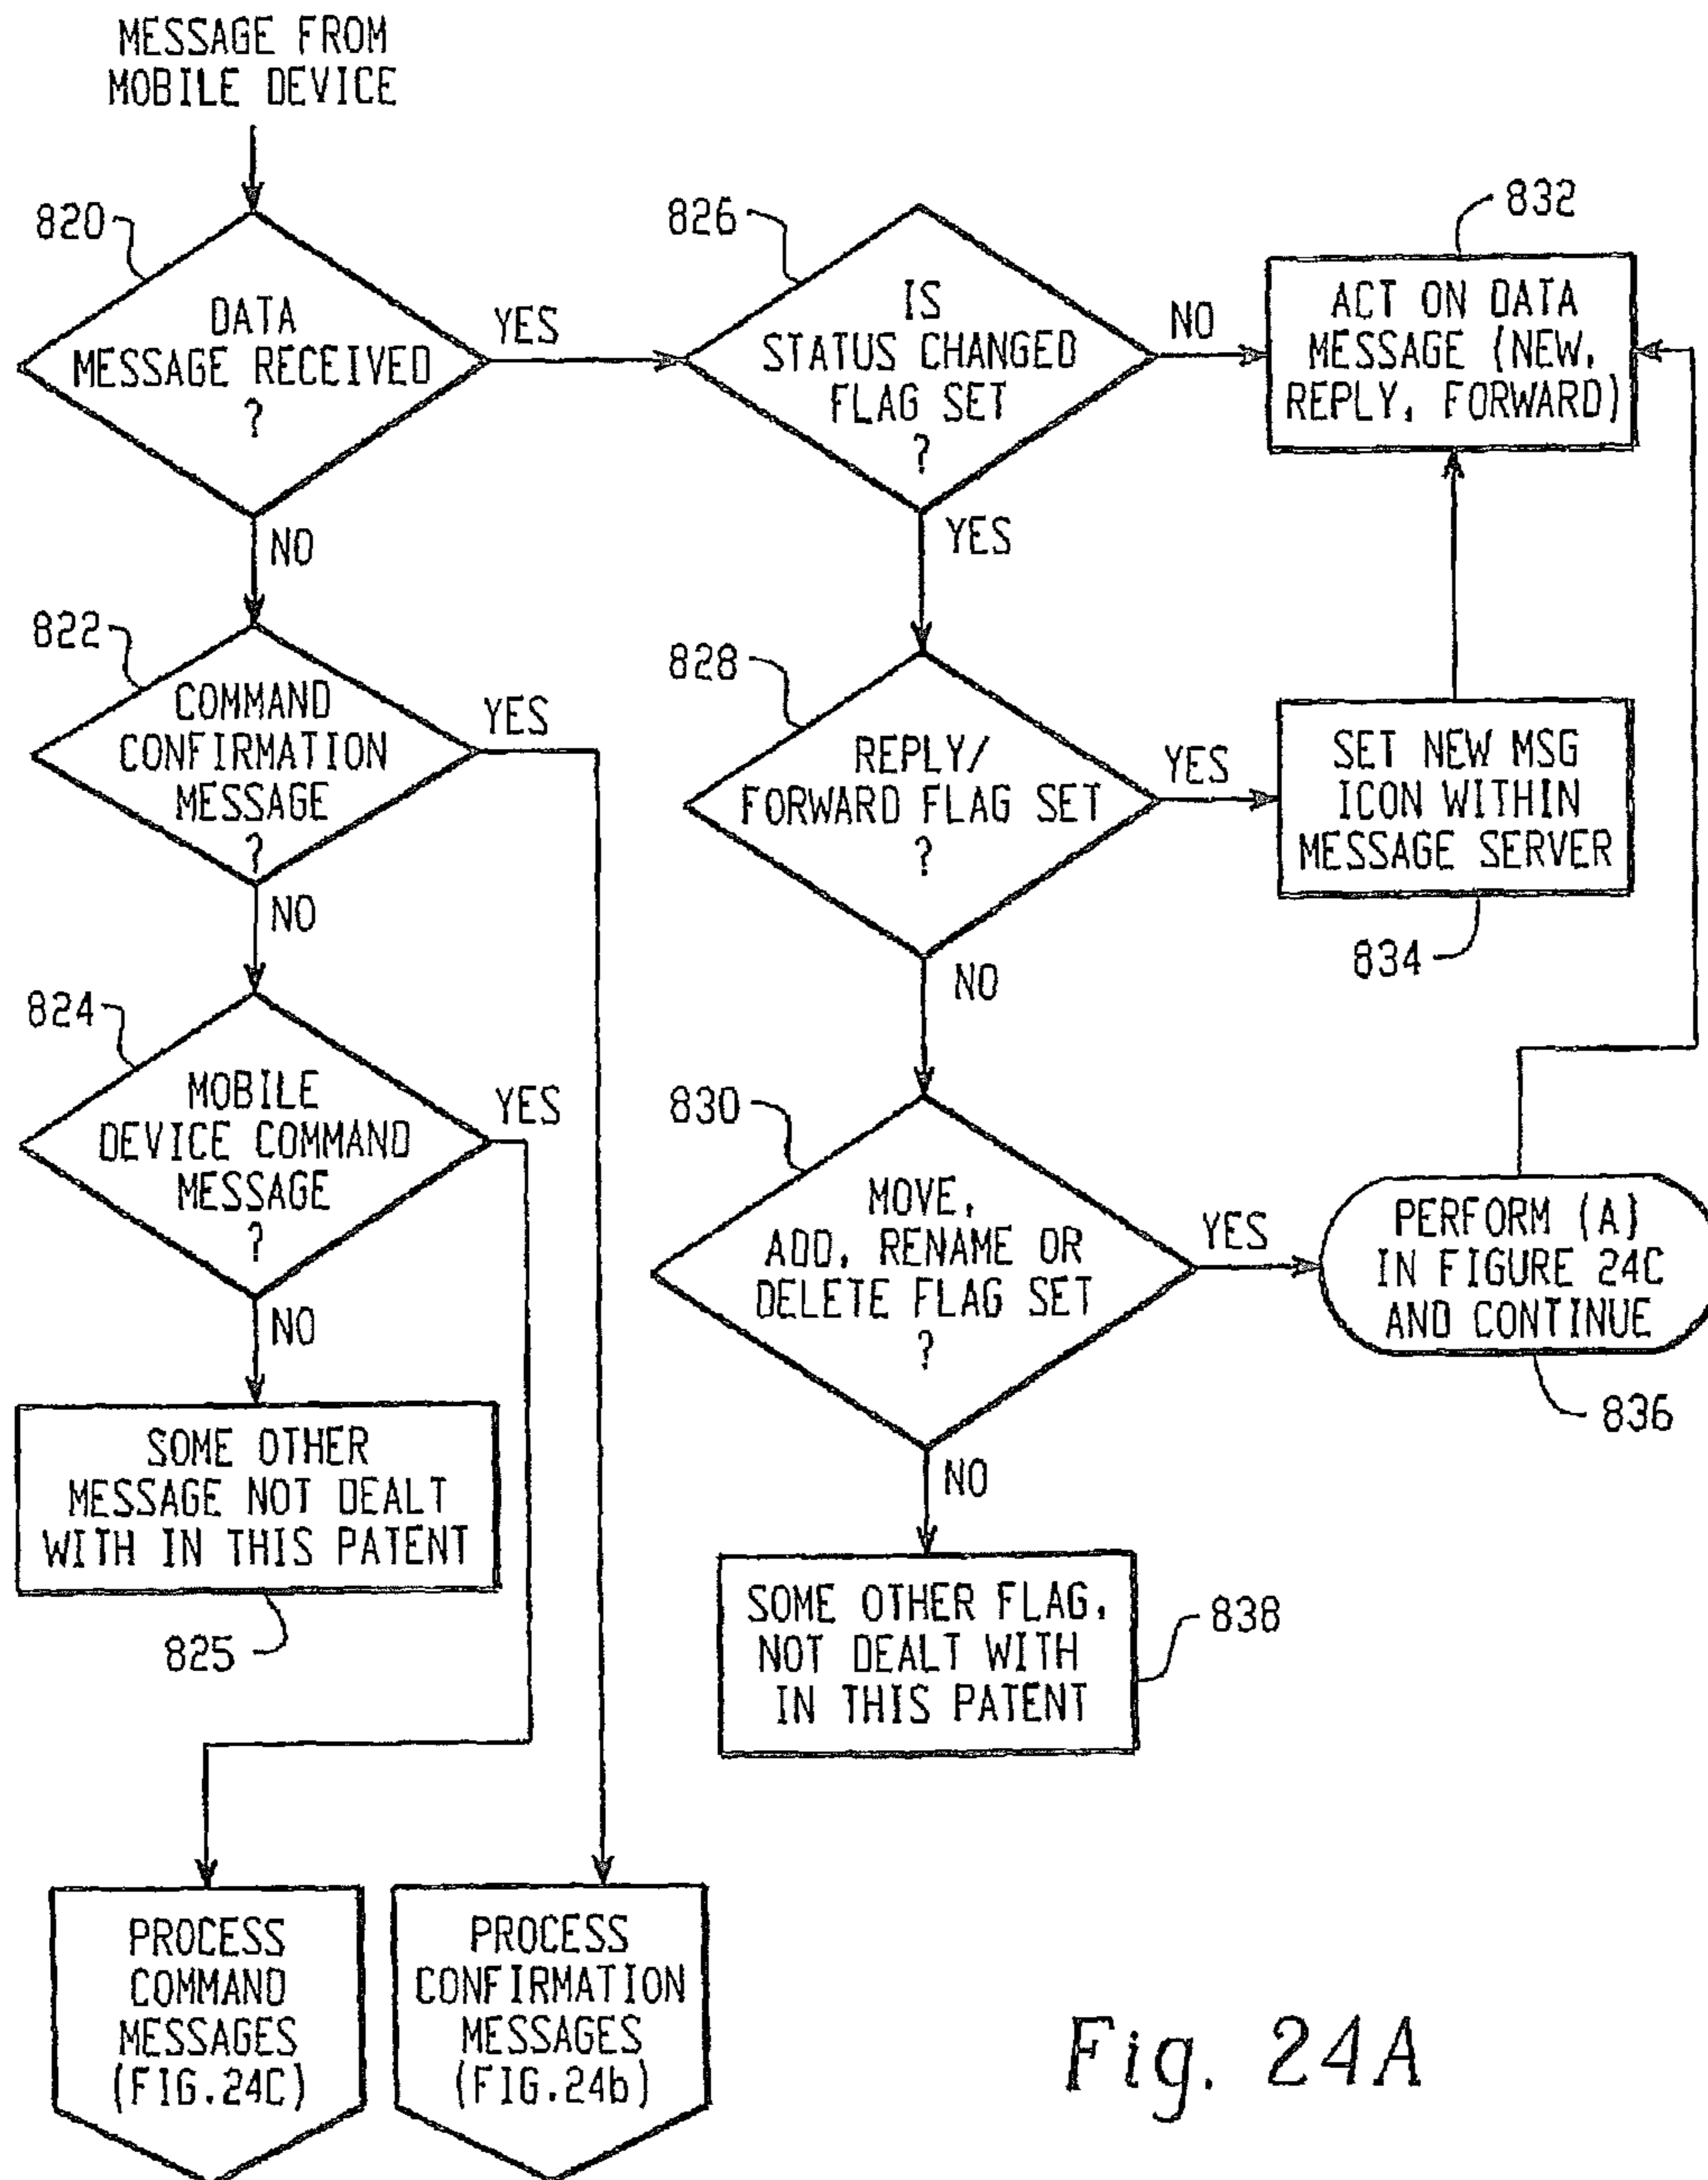 MESSAGE FROM
MOBILE DEVICE
820
DATA
MESSAGE RECEIVED
?
YES
NO
826
IS
STATUS CHANGED
FLAG SET
?
NO
YES
832
ACT ON DATA
MESSAGE (NEW,
REPLY, FORWARD)
822
COMMAND
CONFIRMATION
MESSAGE
?
YES
NO
828
REPLY/
FORWARD FLAG SET
?
YES
NO
SET NEW MSG
ICON WITHIN
MESSAGE SERVER
834
824
MOBILE
DEVICE COMMAND
MESSAGE
?
YES
NO
830
MOVE,
ADD, RENAME OR
DELETE FLAG SET
?
YES
NO
PERFORM (A)
IN FIGURE 24C
AND CONTINUE
836
SOME OTHER
MESSAGE NOT DEALT
WITH IN THIS PATENT
825
SOME OTHER FLAG,
NOT DEALT WITH
IN THIS PATENT
838
PROCESS
COMMAND
MESSAGES
(FIG.24C)
PROCESS
CONFIRMATION
MESSAGES
(FIG.24b)
Fig. 24A